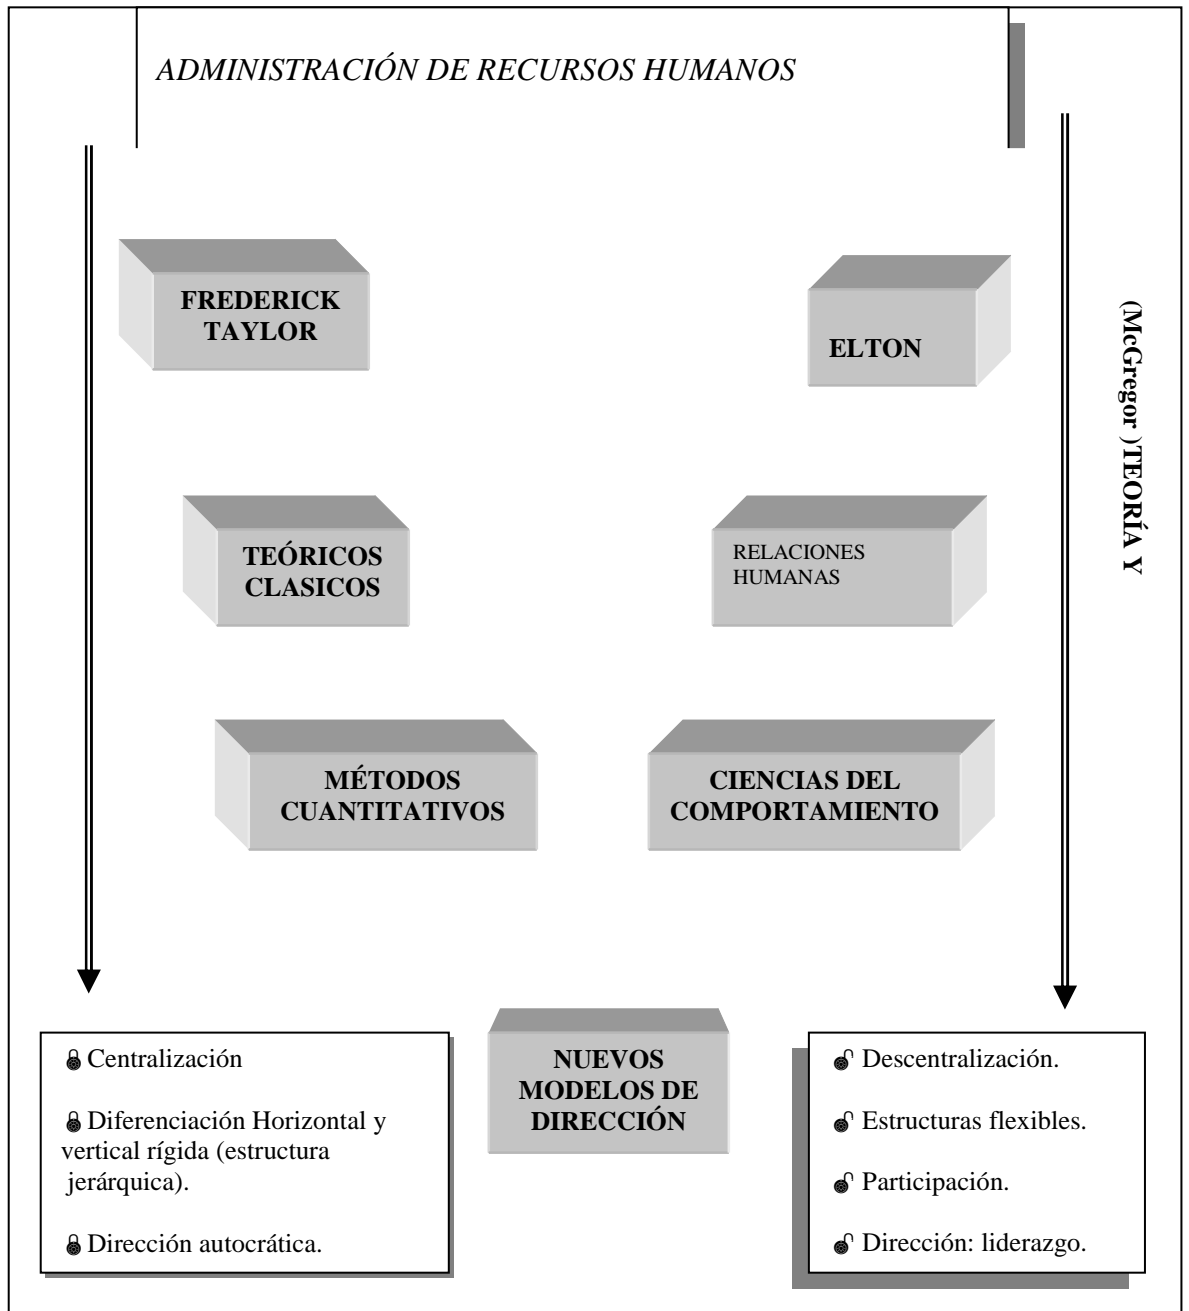 ADMINISTRACIÓN DE RECURSOS HUMANOS
FREDERICK
TAYLOR
ELTON
(McGregor )TEORÍA Y
TEÓRICOS
CLASICOS
RELACIONES
HUMANAS
MÉTODOS
CUANTITATIVOS
CIENCIAS DEL
COMPORTAMIENTO
Centralización
Diferenciación Horizontal y
vertical rígida (estructura
jerárquica).
Dirección autocrática.
NUEVOS
MODELOS DE
DIRECCIÓN
Descentralización.
Estructuras flexibles.
Participación.
Dirección: liderazgo.